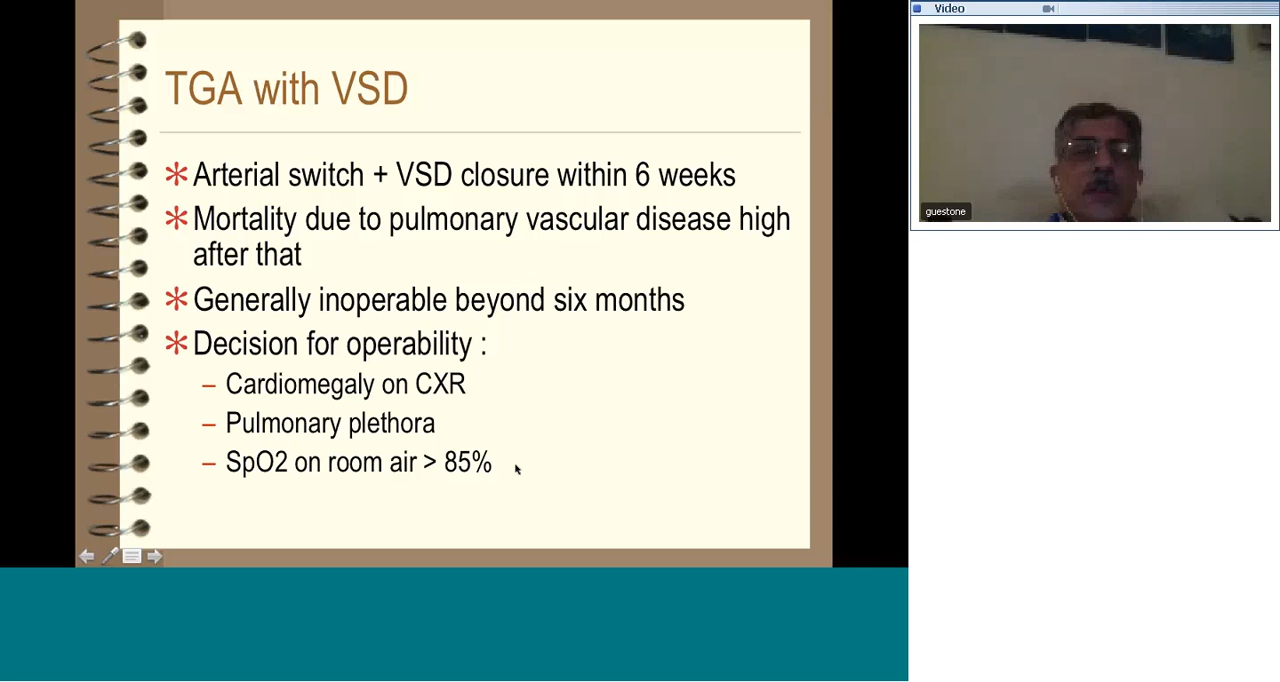 TGA with VSD
* Arterial switch + VSD closure within 6 weeks
* Mortality due to pulmonary vascular disease high
after that
* Generally inoperable beyond six months
* Decision for operability :
– Cardiomegaly on CXR
– Pulmonary plethora
– SpO2 on room air > 85%
Video
guestone